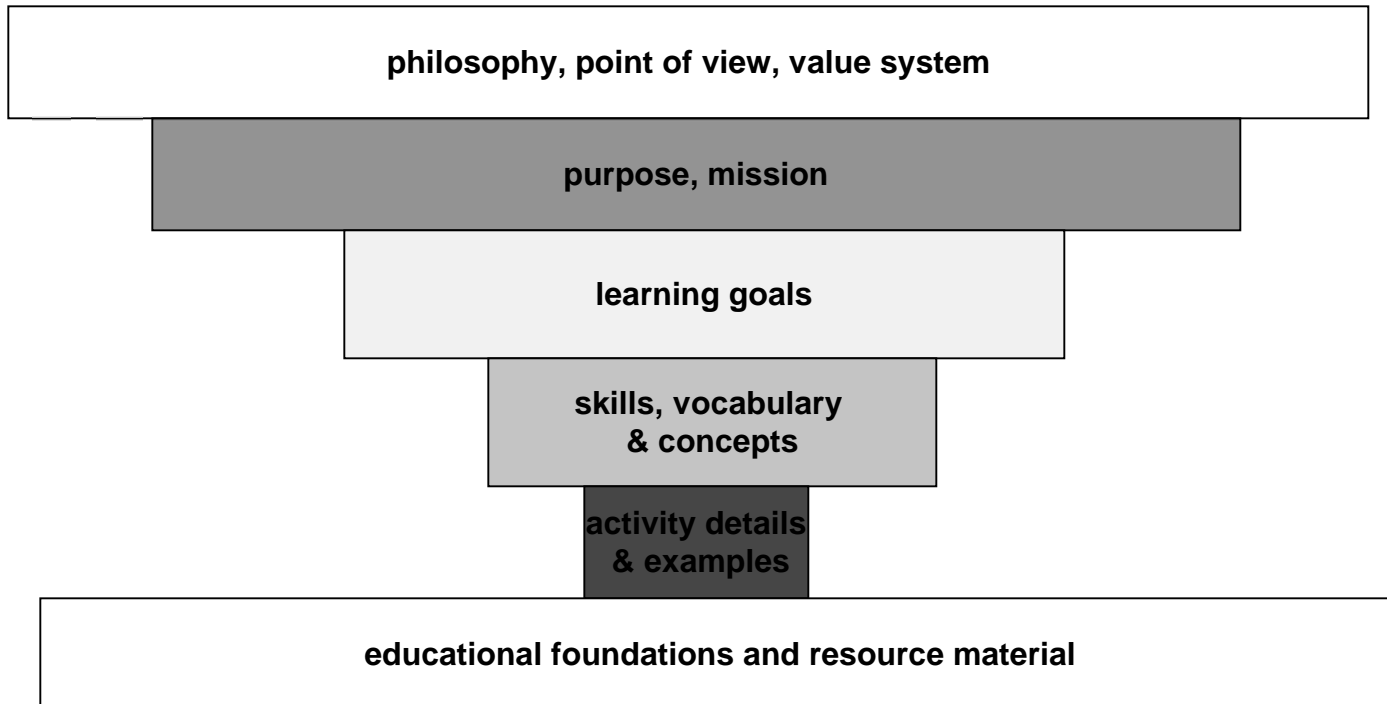 philosophy, point of view, value system
purpose, mission
learning goals
skills, vocabulary
& concepts
activity details
& examples
educational foundations and resource material